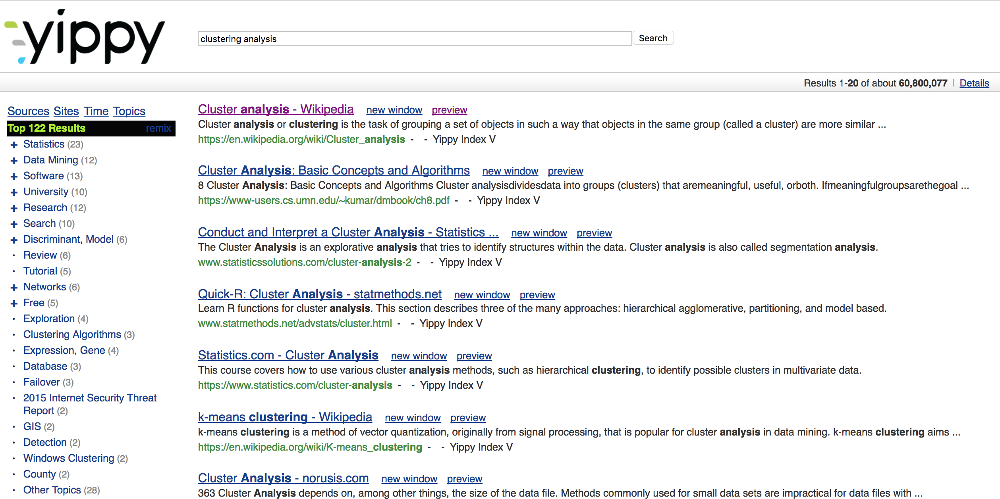 yippy
clustering analysis
Search
Results 1-20 of about 60,800,077 | Details
Sources Sites Time Topics
Top 122 Results remix
+ Statistics (23)
+ Data Mining (12)
+ Software (13)
+ University (10)
+ Research (12)
+ Search (10)
+ Discriminant, Model (6)
· Review (6)
· Tutorial (5)
+ Networks (6)
+ Free (5)
· Exploration (4)
· Clustering Algorithms (3)
· Expression, Gene (4)
· Database (3)
· Failover (3)
· 2015 Internet Security Threat
Report (2)
· GIS (2)
· Detection (2)
· Windows Clustering (2)
· County (2)
· Other Topics (28)
Cluster analysis - Wikipedia new window preview
Cluster analysis or clustering is the task of grouping a set of objects in such a way that objects in the same group (called a cluster) are more similar ...
https://en.wikipedia.org/wiki/Cluster_analysis - - Yippy Index V
Cluster Analysis: Basic Concepts and Algorithms new window preview
8 Cluster Analysis: Basic Concepts and Algorithms Cluster analysisdividesdata into groups (clusters) that aremeaningful, useful, orboth. Ifmeaningfulgroupsarethegoal ...
https://www-users.cs.umn.edu/~kumar/dmbook/ch8.pdf - - Yippy Index V
Conduct and Interpret a Cluster Analysis - Statistics ... new window preview
The Cluster Analysis is an explorative analysis that tries to identify structures within the data. Cluster analysis is also called segmentation analysis.
www.statisticssolutions.com/cluster-analysis-2 - - Yippy Index V
Quick-R: Cluster Analysis - statmethods.net new window preview
Learn R functions for cluster analysis. This section describes three of the many approaches: hierarchical agglomerative, partitioning, and model based.
www.statmethods.net/advstats/cluster.html - - Yippy Index V
Statistics.com - Cluster Analysis new window preview
This course covers how to use various cluster analysis methods, such as hierarchical clustering, to identify possible clusters in multivariate data.
https://www.statistics.com/cluster-analysis - - Yippy Index V
k-means clustering - Wikipedia new window preview
k-means clustering is a method of vector quantization, originally from signal processing, that is popular for cluster analysis in data mining. k-means clustering aims ...
https://en.wikipedia.org/wiki/K-means_clustering - - Yippy Index V
Cluster Analysis - norusis.com new window preview
363 Cluster Analysis depends on, among other things, the size of the data file. Methods commonly used for small data sets are impractical for data files with ...